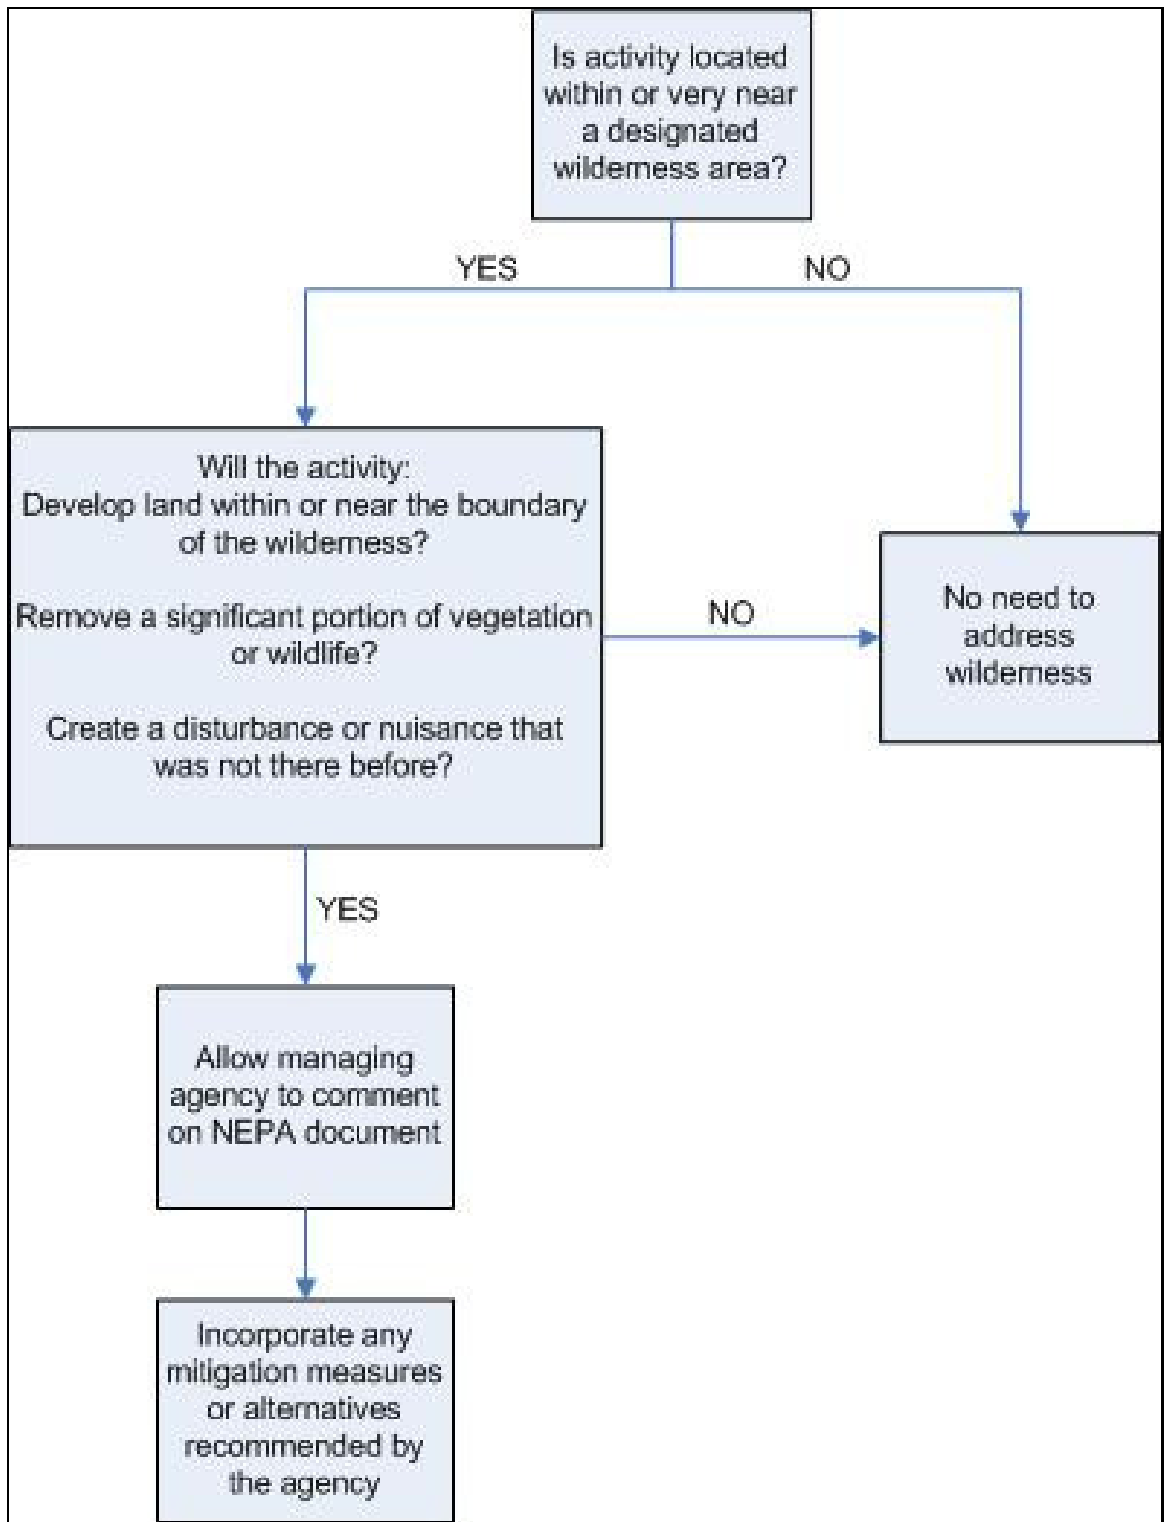 Is activity located
within or very near
a designated
wilderness area?
YES
NO
Will the activity:
Develop land within or near the boundary
of the wilderness?
Remove a significant portion of vegetation
or wildlife?
Create a disturbance or nuisance that
was not there before?
NO
No need to
address
wilderness
YES
Allow managing
agency to comment
on NEPA document
Incorporate any
mitigation measures
or alternatives
recommended by
the agency